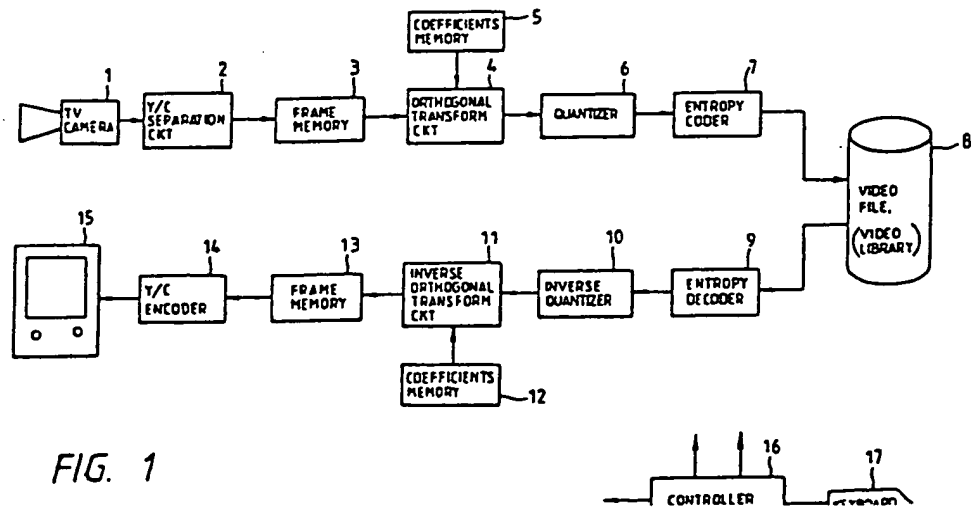 5
COEFFICIENTS
MEMORY
1
2
3
4
6
7
TV
CAMERA
Y/C
SEPARATION
CKT
FRAME
MEMORY
ORTHOGONAL
TRANSFORM
CKT
QUANTIZER
ENTROPY
CODER
8
VIDEO
FILE.
(VIDEO
LIBRARY)
15
14
13
11
10
9
Y/C
ENCODER
FRAME
MEMORY
INVERSE
ORTHOGONAL
TRANSFORM
CKT
INVERSE
QUANTIZER
ENTROPY
DECODER
COEFFICIENTS
MEMORY
12
FIG. 1
16
17
CONTROLLER
KEYBOARD